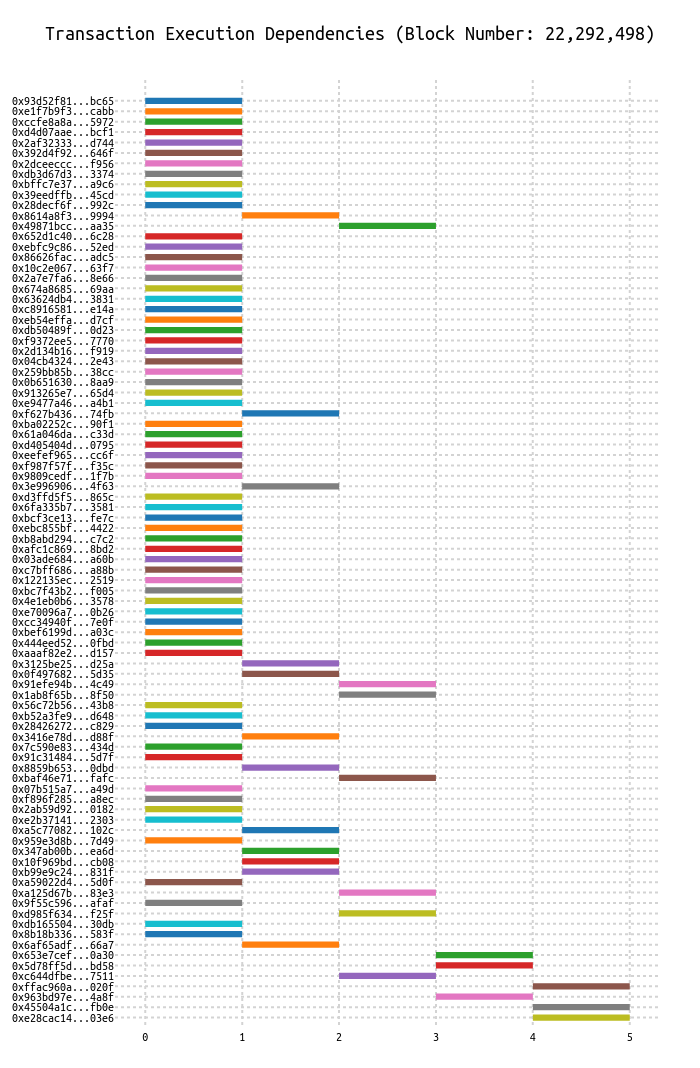 Transaction Execution Dependencies (Block Number: 22,292,498)
0x93d52f81...bc65
0xe1f7b9f3...cabb
0xccfe8a8a...5972
0xd4d07aae...bcf1
0x2af32333...d744
0x392d4f92...646f
0x2dceeccc...f956
0xdb3d67d3...3374
0xbffc7e37...a9c6
0x39eedffb...45cd
0x28decf6f...992c
0x8614a8f3...9994
0x49871bcc...aa35
0x652d1c40...6c28
0xebfc9c86...52ed
0x86626fac...adc5
0x10c2e067...63f7
0x2a7e7fa6...8e66
0x674a8685...69aa
0x63624db4...3831
0xc8916581...e14a
0xeb54effa...d7cf
0xdb50489f...0d23
0xf9372ee5...7770
0x2d134b16...f919
0x04cb4324...2e43
0x259bb85b...38cc
0x0b651630...8aa9
0x913265e7...65d4
0xe9477a46...a4b1
0xf627b436...74fb
0xba02252c...90f1
0x61a046da...c33d
0xd405404d...0795
0xeefef965...cc6f
0xf987f57f...f35c
0x9809cedf...1f7b
0x3e996906...4f63
0xd3ffd5f5...865c
0x6fa335b7...3581
0xbcf3ce13...fe7c
0xebc855bf...4422
0xb8abd294...c7c2
0xafc1c869...8bd2
0x03ade684...a60b
0xc7bff686...a88b
0x122135ec...2519
0xbc7f43b2...f005
0x4e1eb0b6...3578
0xe70096a7...0b26
0xcc34940f...7e0f
0xbef6199d...a03c
0x444eed52...0fbd
0xaaaf82e2...d157
0x3125be25...d25a
0x0f497682...5d35
0x91efe94b...4c49
0x1ab8f65b...8f50
0x56c72b56...43b8
0xb52a3fe9...d648
0x28426272...c829
0x3416e78d...d88f
0x7c590e83...434d
0x91c31484...5d7f
0x8859b653...0dbd
0xbaf46e71...fafc
0x07b515a7...a49d
0xf896f285...a8ec
0x2ab59d92...0182
0xe2b37141...2303
0xa5c77082...102c
0x959e3d8b...7d49
0x347ab00b...ea6d
0x10f969bd...cb08
0xb99e9c24...831f
0xa59022d4...5d0f
0xa125d67b...83e3
0x9f55c596...afaf
0xd985f634...f25f
0xdb165504...30db
0x8b18b336...583f
0x6af65adf...66a7
0x653e7cef...0a30
0x5d78ff5d...bd58
0xc644dfbe...7511
0xffac960a...020f
0x963bd97e...4a8f
0x45504a1c...fb0e
0xe28cac14...03e6
0 1 2 3 4 5